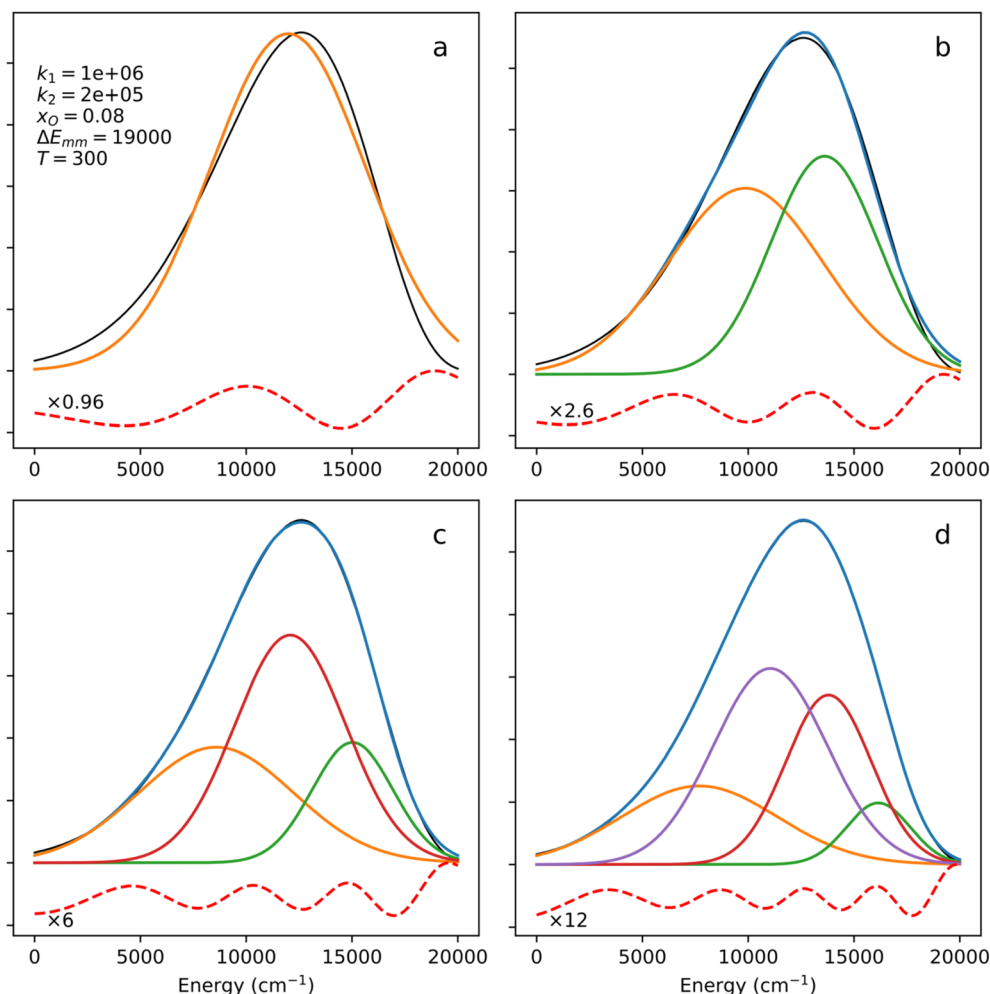 a
k₁ = 1e+06
k₂ = 2e+05
x_O = 0.08
ΔE_mm = 19000
T = 300
×0.96
0 5000 10000 15000 20000
b
×2.6
0 5000 10000 15000 20000
c
×6
0 5000 10000 15000 20000
Energy (cm⁻¹)
d
×12
0 5000 10000 15000 20000
Energy (cm⁻¹)